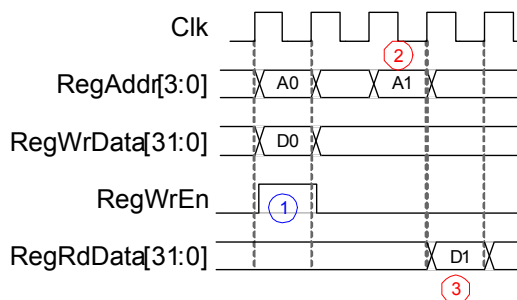 Clk
2
RegAddr[3:0] A0 A1
RegWrData[31:0] D0
RegWrEn 1
RegRdData[31:0] D1
3